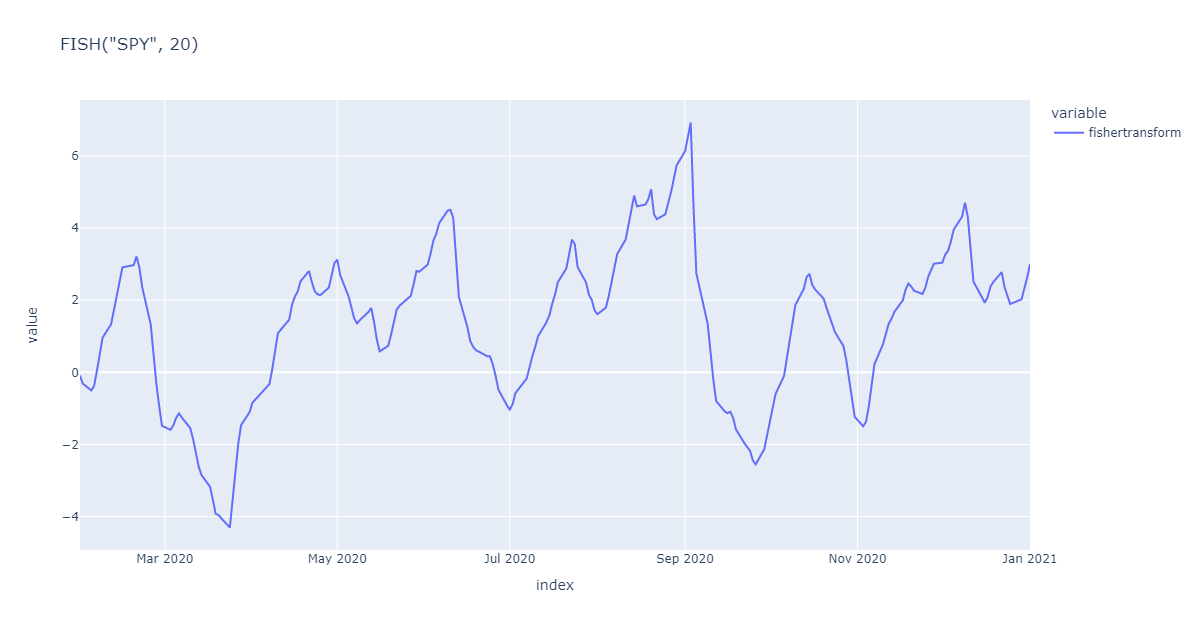 FISH("SPY", 20)
variable
fishertransform
value
6
4
2
0
−2
−4
Mar 2020
May 2020
Jul 2020
Sep 2020
Nov 2020
Jan 2021
index